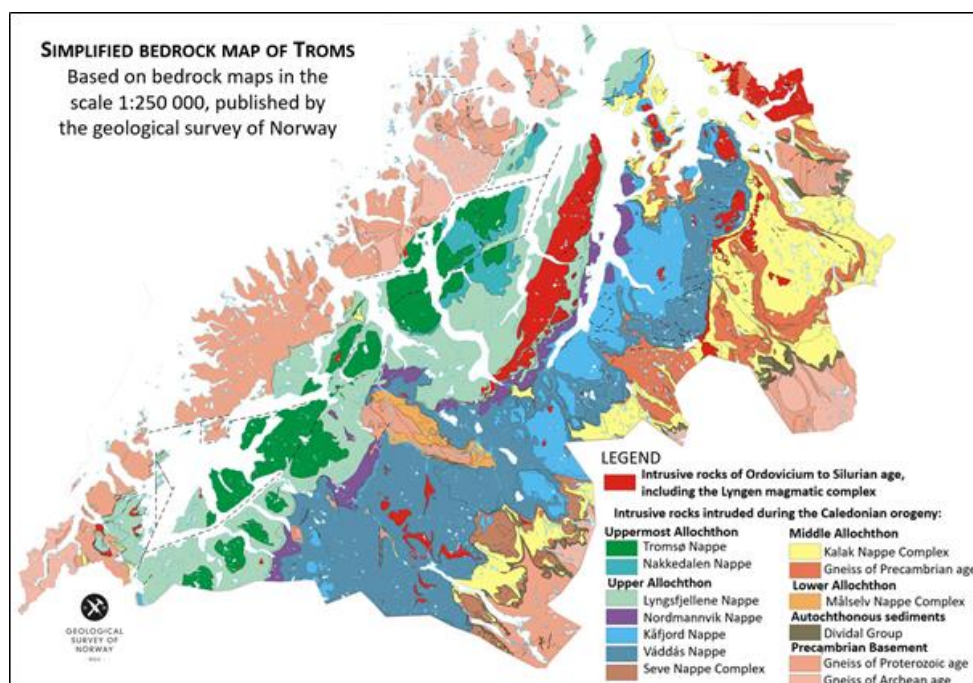 SIMPLIFIED BEDROCK MAP OF TROMS
Based on bedrock maps in the
scale 1:250 000, published by
the geological survey of Norway
LEGEND
Intrusive rocks of Ordovicium to Silurian age,
including the Lyngen magmatic complex
Intrusive rocks intruded during the Caledonian orogeny:
Uppermost Allochthon
Tromsø Nappe
Nakkedalen Nappe
Upper Allochthon
Lyngsfjellene Nappe
Nordmannvik Nappe
Kåfjord Nappe
Váddás Nappe
Seve Nappe Complex
Middle Allochthon
Kalak Nappe Complex
Gneiss of Precambrian age
Lower Allochthon
Målselv Nappe Complex
Autochthonous sediments
Dividal Group
Precambrian Basement
Gneiss of Proterozoic age
Gneiss of Archean age
GEOLOGICAL
SURVEY OF
NORWAY